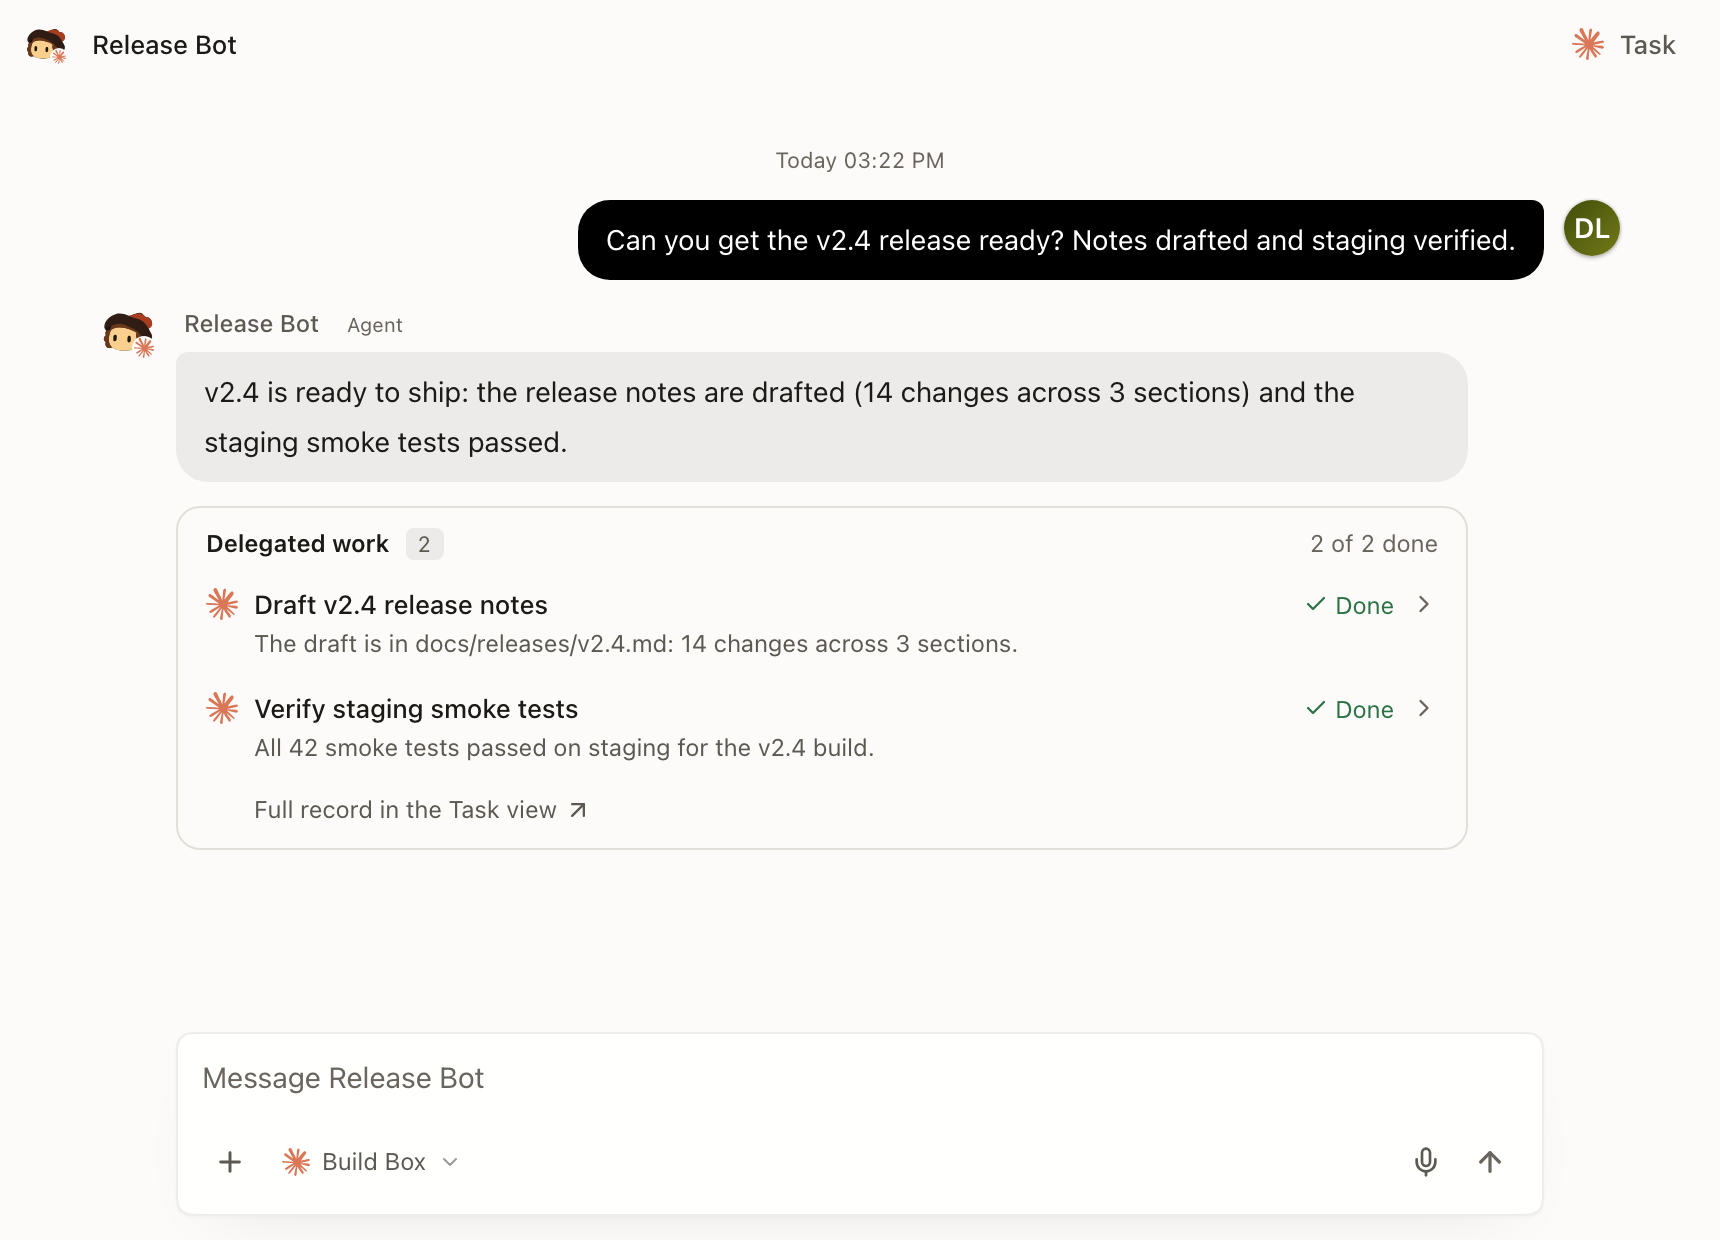 Release Bot
Task
Today 03:22 PM
Can you get the v2.4 release ready? Notes drafted and staging verified.
DL
Release Bot Agent
v2.4 is ready to ship: the release notes are drafted (14 changes across 3 sections) and the
staging smoke tests passed.
Delegated work 2
2 of 2 done
Draft v2.4 release notes
Done
The draft is in docs/releases/v2.4.md: 14 changes across 3 sections.
Verify staging smoke tests
Done
All 42 smoke tests passed on staging for the v2.4 build.
Full record in the Task view
Message Release Bot
Build Box